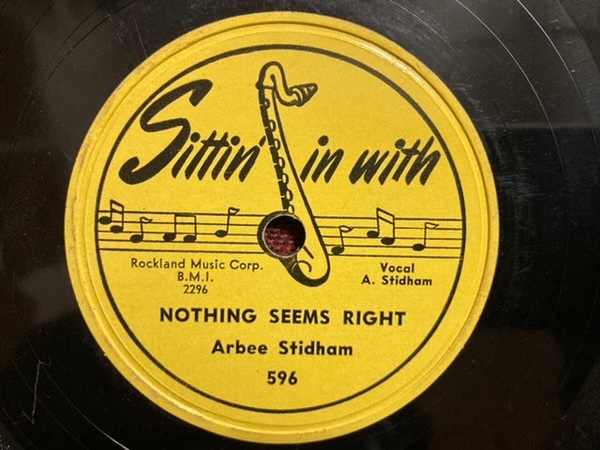 Sittin' in with
Rockland Music Corp.
B.M.I.
2296
Vocal
A. Stidham
NOTHING SEEMS RIGHT
Arbee Stidham
596